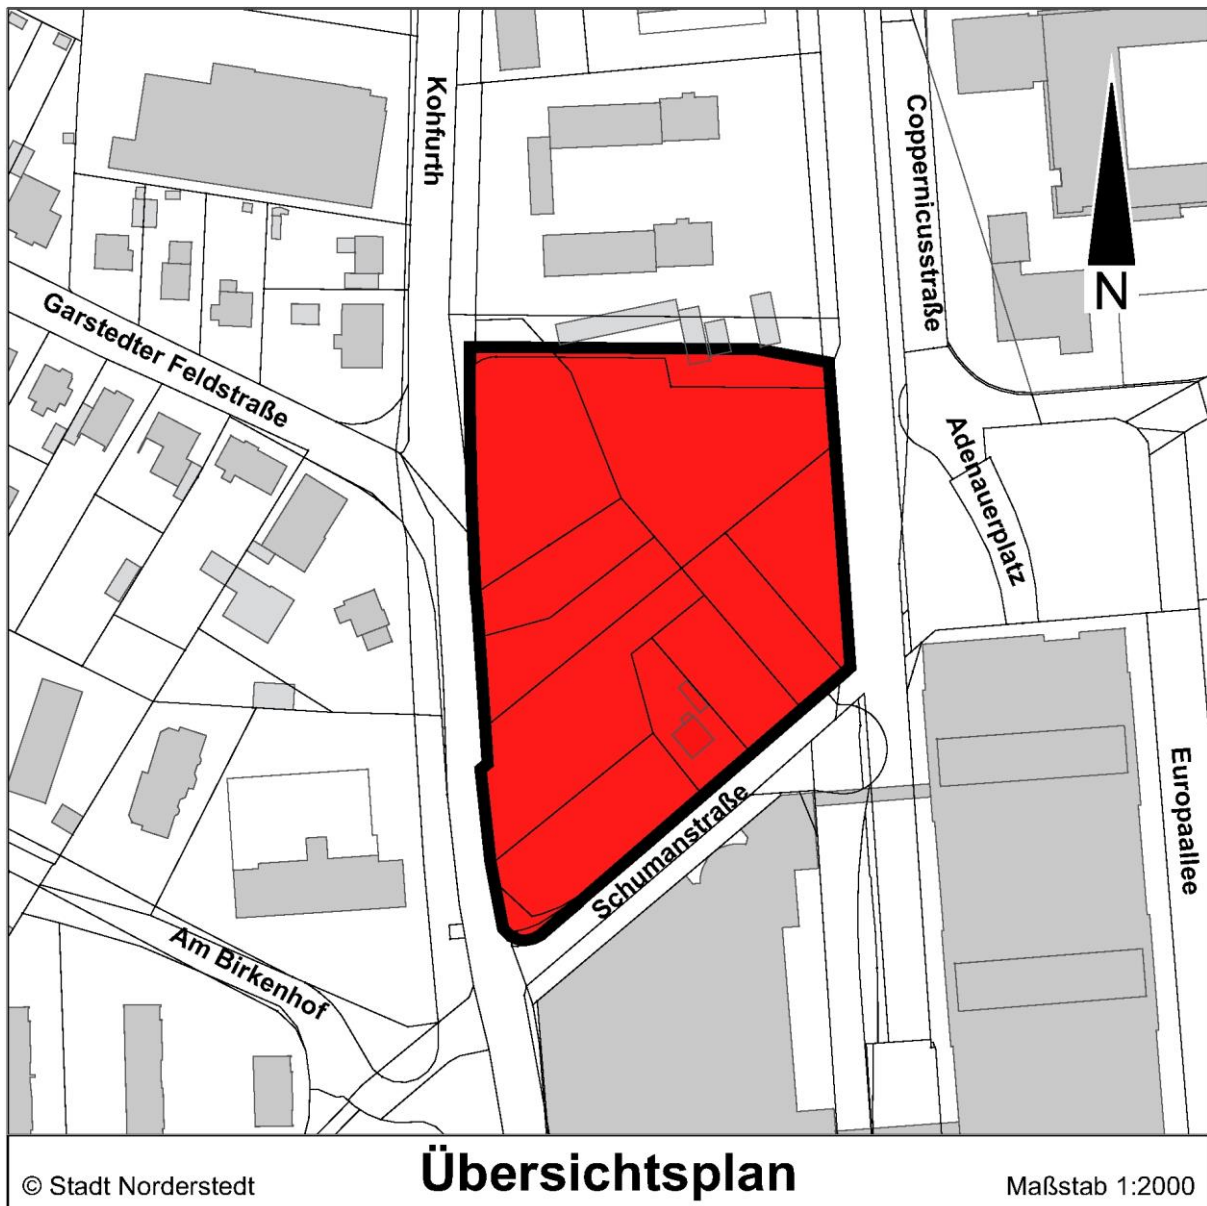 Kohfurth
Coppernicusstraße
N
Garstedter Feldstraße
Adenauerplatz
Europaallee
Schumanstraße
Am Birkenhof
© Stadt Norderstedt
Übersichtsplan
Maßstab 1:2000